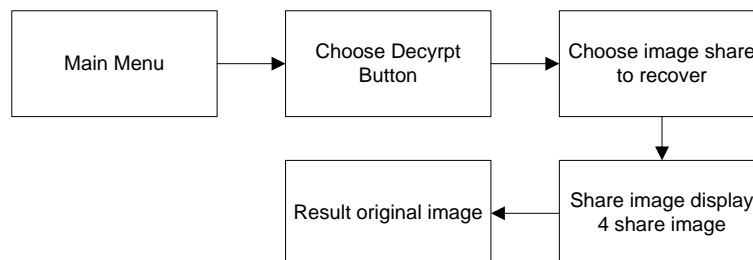 Main Menu
Choose Decyrpt
Button
Choose image share
to recover
Share image display
4 share image
Result original image